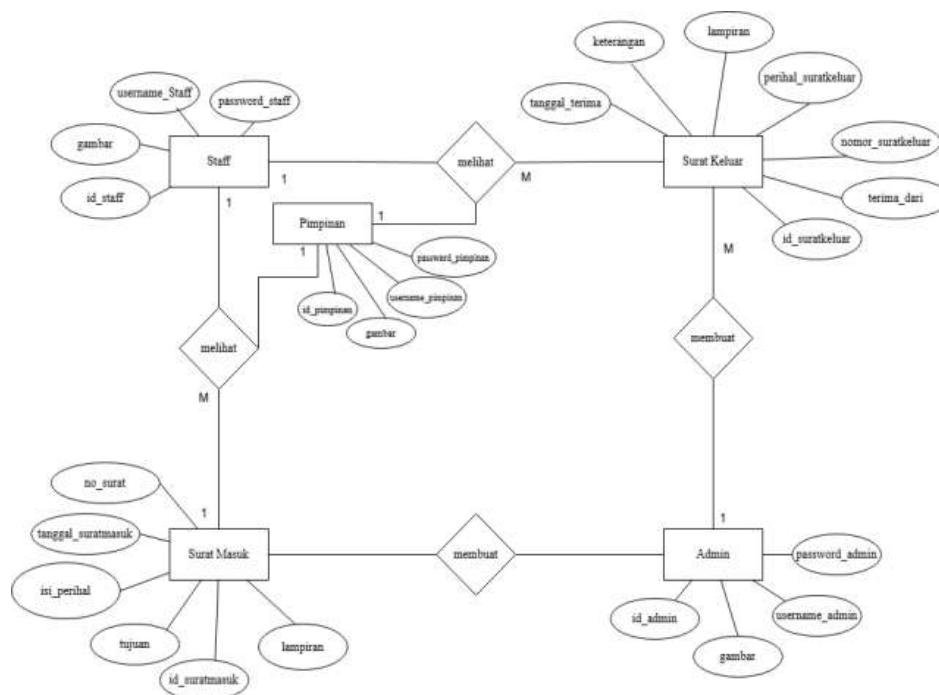 lampiran
keterangan
perihal_suratkeluar
username_Staff
password_staff
tanggal_terima
gambar
Staff
melihat
Surat Keluar
nomor_suratkeluar
1
M
id_staff
terima_dari
1
Pimpinan
1
id_suratkeluar
1
M
password_pimpinan
username_pimpinan
id_pimpinan
gambar
melihat
membuat
M
no_surat
1
1
tanggal_suratmasuk
Surat Masuk
membuat
Admin
password_admin
isi_perihal
id_admin
username_admin
tujuan
lampiran
gambar
id_suratmasuk